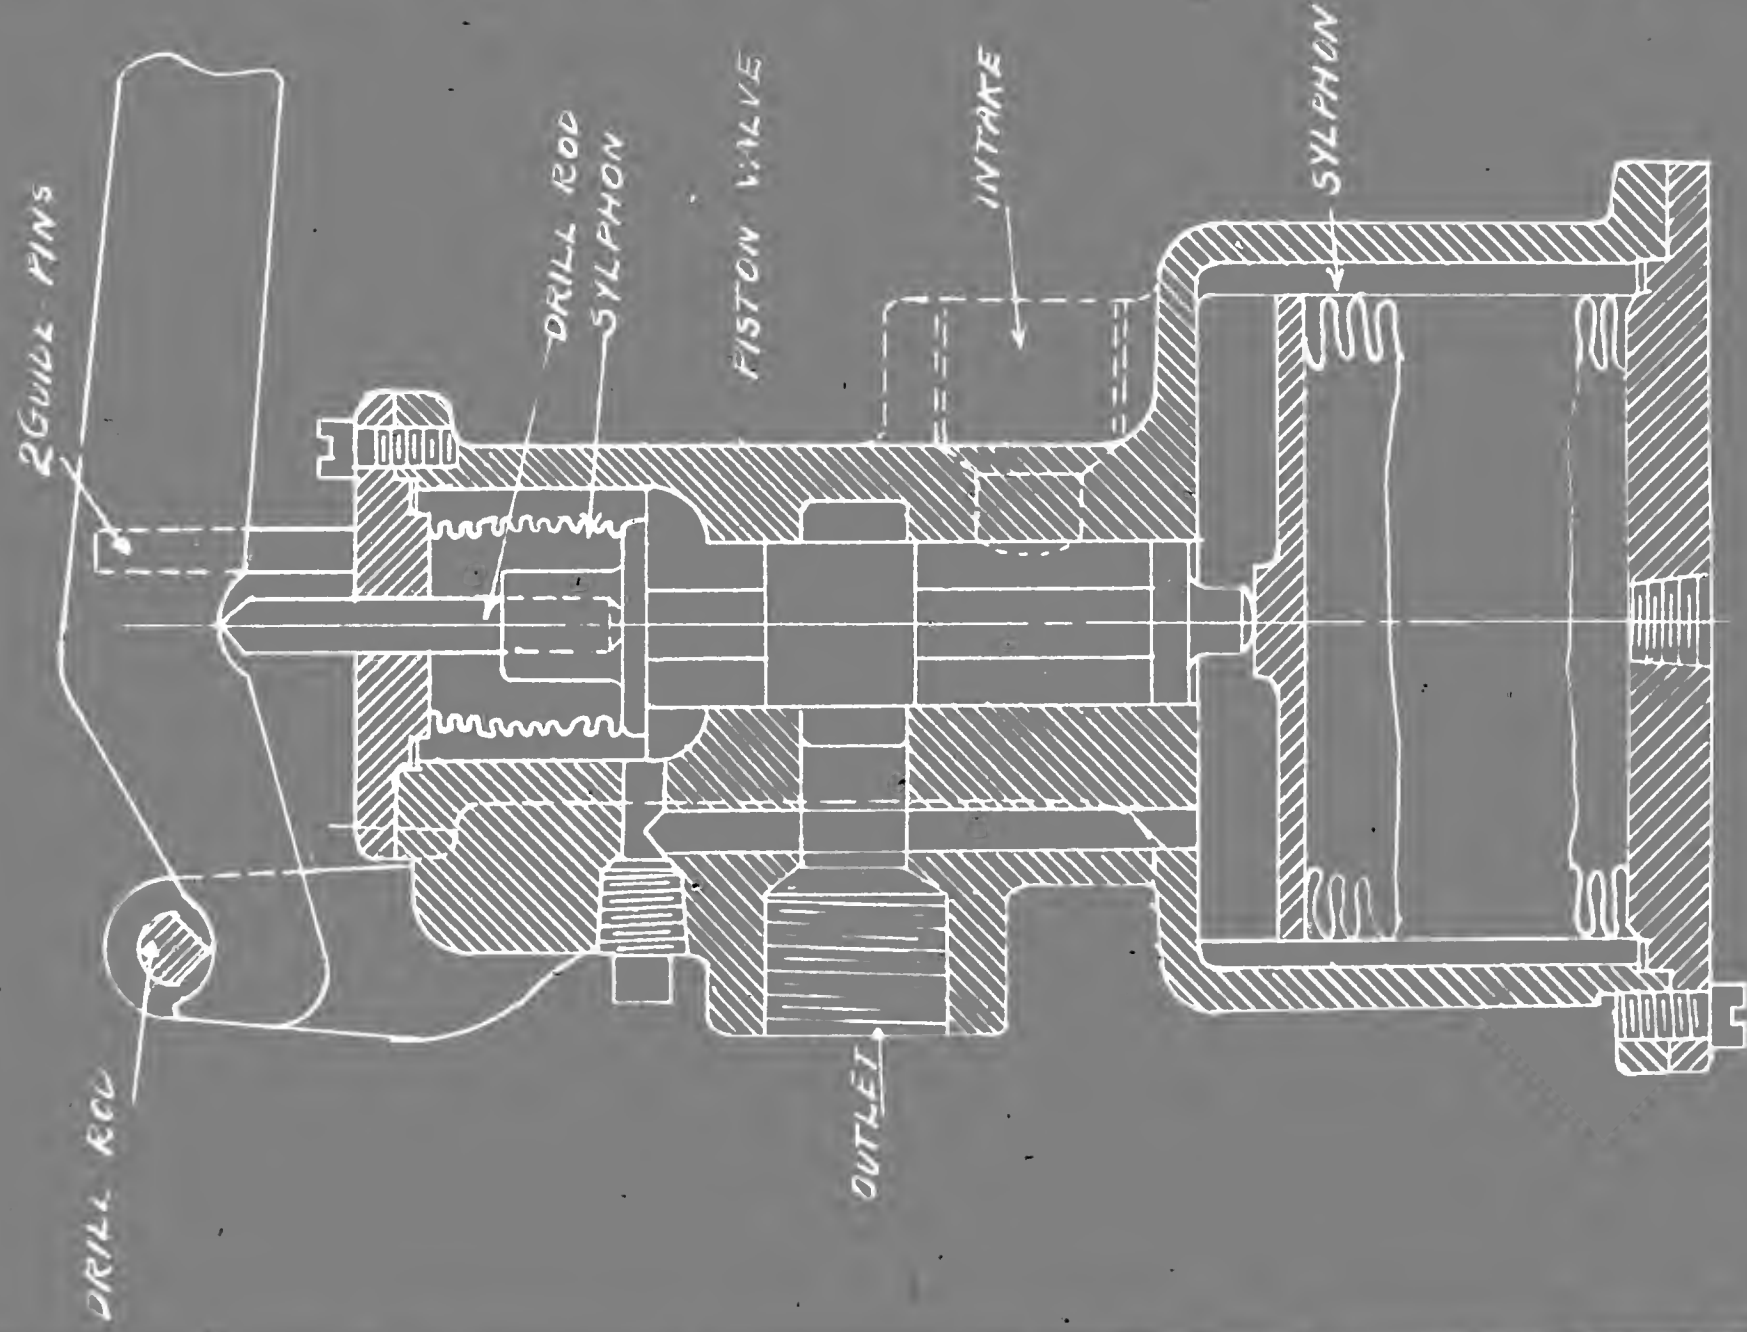 2 GUIDE PINS
DRILL ROD
SYLPHON
PISTON VALVE
INTAKE
SYLPHON
DRILL ROD
OUTLET